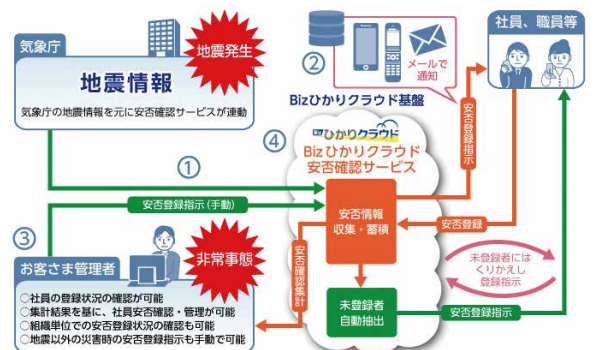 気象庁
地震発生
地震情報
気象庁の地震情報を元に安否確認サービスが連動
①
②
メールで
通知
Bizひかりクラウド基盤
社員、職員等
安否登録指示
④
Bizひかりクラウド
Bizひかりクラウド
安否確認サービス
安否情報
収集・蓄積
安否登録
安否登録指示(手動)
③
お客さま管理者
非常事態
安否確認集計
○社員の登録状況の確認が可能
○集計結果を基に、社員安否確認・管理が可能
○組織単位での安否登録状況の確認も可能
○地震以外の災害時の安否登録指示も手動で可能
未登録者
自動抽出
安否登録指示
未登録者には
くりかえし
登録指示